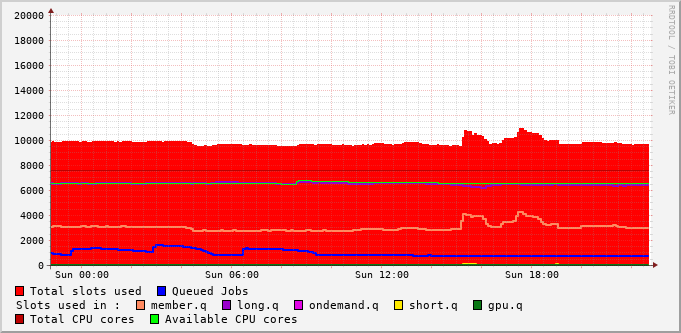 20000
18000
16000
14000
12000
10000
8000
6000
4000
2000
0
Sun 00:00 Sun 06:00 Sun 12:00 Sun 18:00
Total slots used Queued Jobs
Slots used in : member.q long.q ondemand.q short.q gpu.q
Total CPU cores Available CPU cores
RRDTOOL / TOBI OETIKER